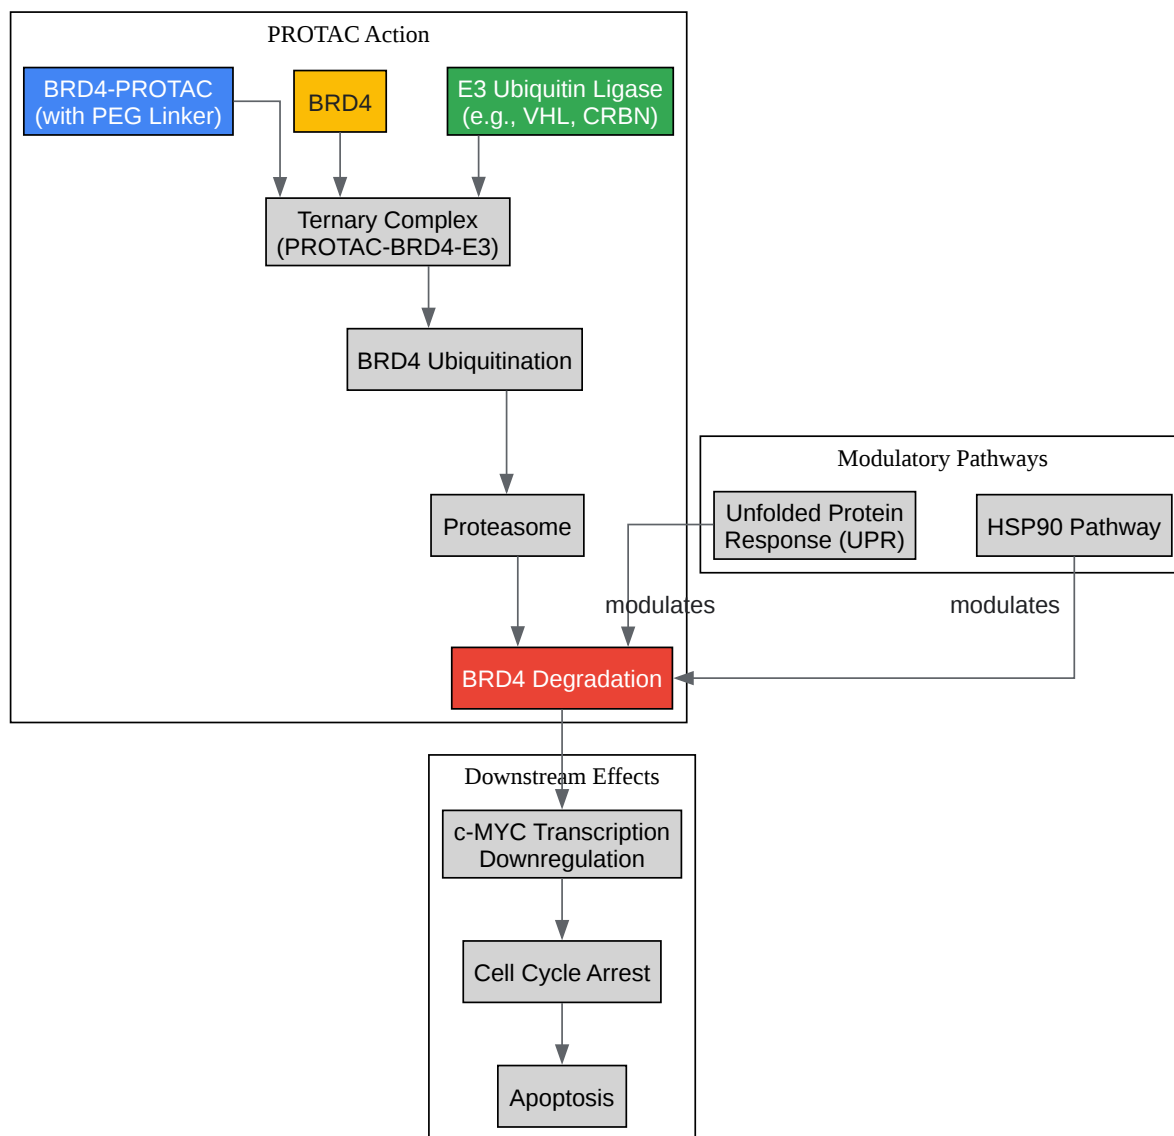 PROTAC Action
BRD4-PROTAC
(with PEG Linker)
BRD4
E3 Ubiquitin Ligase
(e.g., VHL, CRBN)
Ternary Complex
(PROTAC-BRD4-E3)
BRD4 Ubiquitination
Modulatory Pathways
Proteasome
Unfolded Protein
Response (UPR)
HSP90 Pathway
modulates
modulates
BRD4 Degradation
Downstream Effects
c-MYC Transcription
Downregulation
Cell Cycle Arrest
Apoptosis